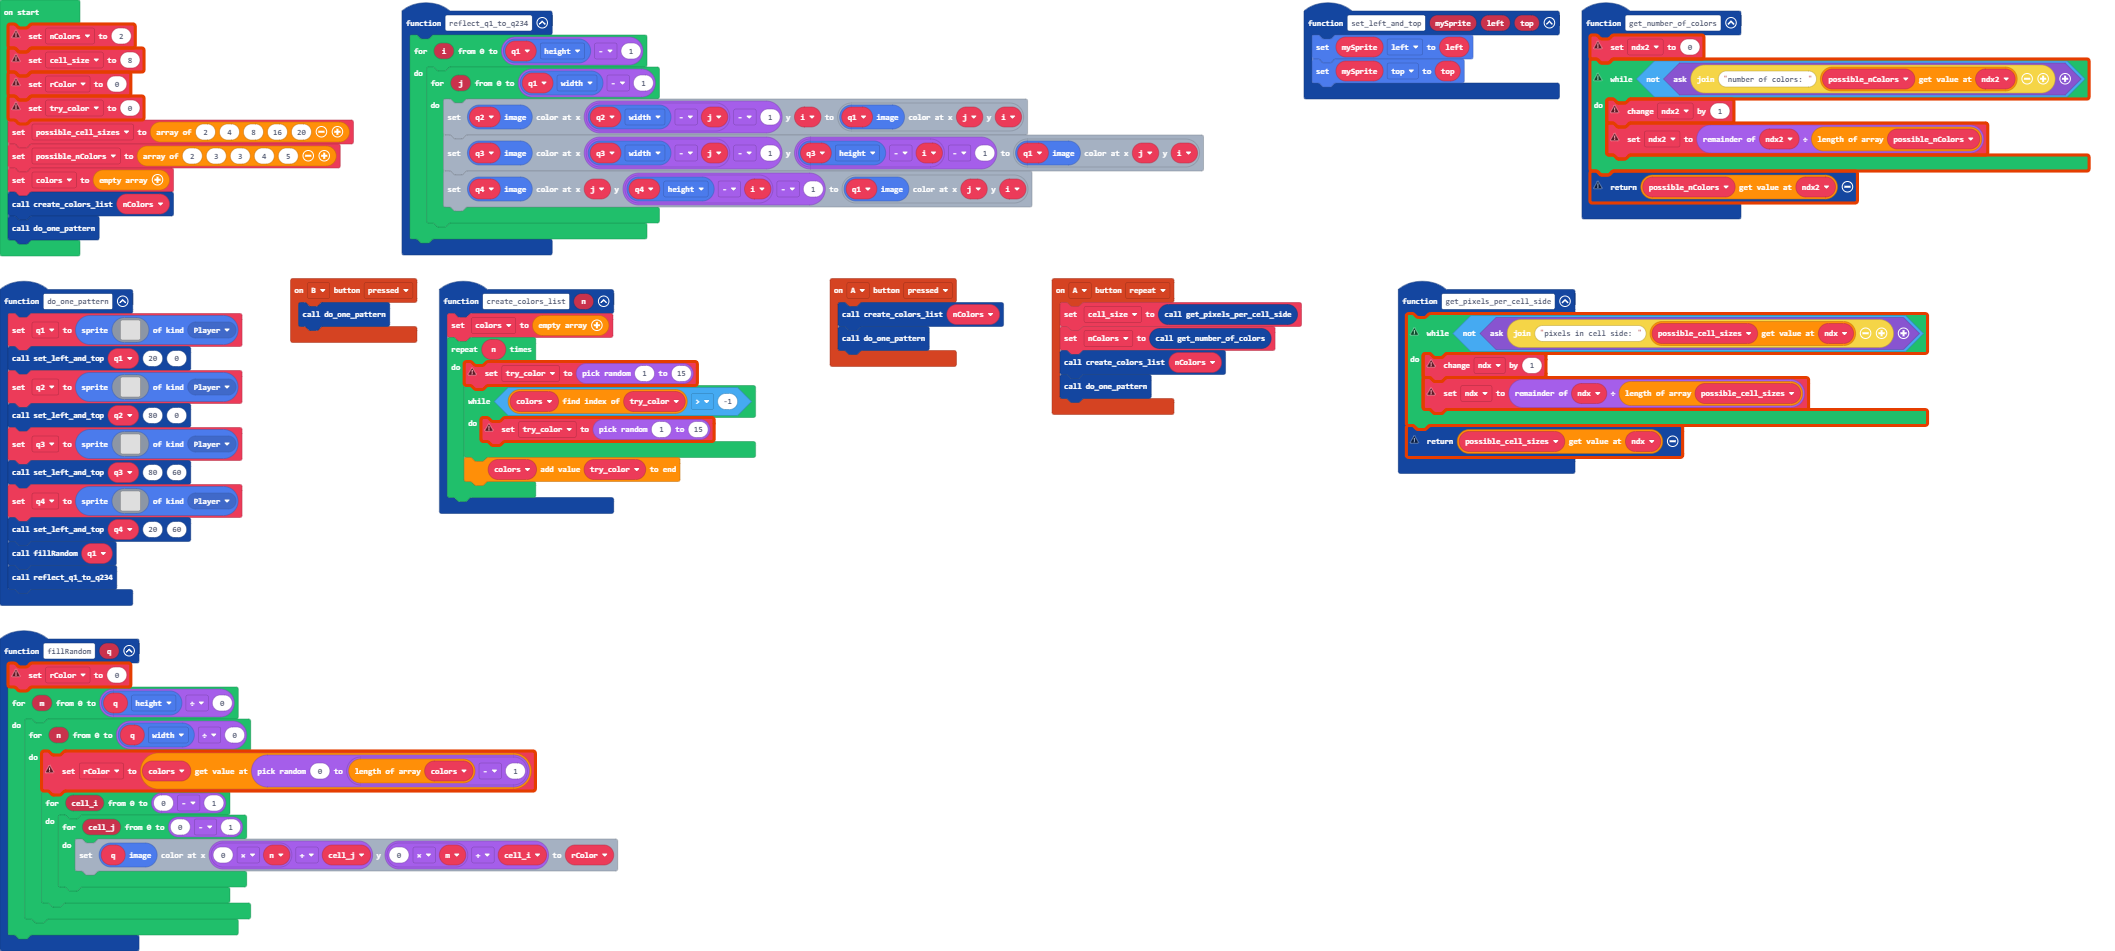 on start
set nColors to 2
set cell_size to 8
set rColor to 0
set try_color to 0
set possible_cell_sizes to array of 2 4 8 16 20
set possible_nColors to array of 2 3 3 4 5
set colors to empty array
call create_colors_list nColors
call do_one_pattern
function reflect_q1_to_q234
for i from 0 to q1 height - 1
do
for j from 0 to q1 width - 1
do
set q2 image color at x q2 width - j - 1 y i to q1 image color at x j y i
set q3 image color at x q3 width - j - 1 y q3 height - i - 1 to q1 image color at x j y i
set q4 image color at x j y q4 height - i - 1 to q1 image color at x j y i
function set_left_and_top mySprite left top
set mySprite left to left
set mySprite top to top
function get_number_of_colors
set ndx2 to 0
while not ask join "number of colors: " possible_nColors get value at ndx2
do
change ndx2 by 1
set ndx2 to remainder of ndx2 ÷ length of array possible_nColors
return possible_nColors get value at ndx2
function do_one_pattern
set q1 to sprite of kind Player
call set_left_and_top q1 20 0
set q2 to sprite of kind Player
call set_left_and_top q2 80 0
set q3 to sprite of kind Player
call set_left_and_top q3 80 60
set q4 to sprite of kind Player
call set_left_and_top q4 20 60
call fillRandom q1
call reflect_q1_to_q234
on B button pressed
call do_one_pattern
function create_colors_list n
set colors to empty array
repeat n times
do
set try_color to pick random 1 to 15
while colors find index of try_color > -1
do
set try_color to pick random 1 to 15
colors add value try_color to end
on A button pressed
call create_colors_list nColors
call do_one_pattern
on A button repeat
set cell_size to call get_pixels_per_cell_side
set nColors to call get_number_of_colors
call create_colors_list nColors
call do_one_pattern
function get_pixels_per_cell_side
while not ask join "pixels in cell side: " possible_cell_sizes get value at ndx
do
change ndx by 1
set ndx to remainder of ndx ÷ length of array possible_cell_sizes
return possible_cell_sizes get value at ndx
function fillRandom q
set rColor to 0
for m from 0 to q height ÷ 0
do
for n from 0 to q width ÷ 0
do
set rColor to colors get value at pick random 0 to length of array colors - 1
for cell_i from 0 to 0 - 1
do
for cell_j from 0 to 0 - 1
do
set q image color at x 0 × n + cell_j y 0 × m + cell_i to rColor